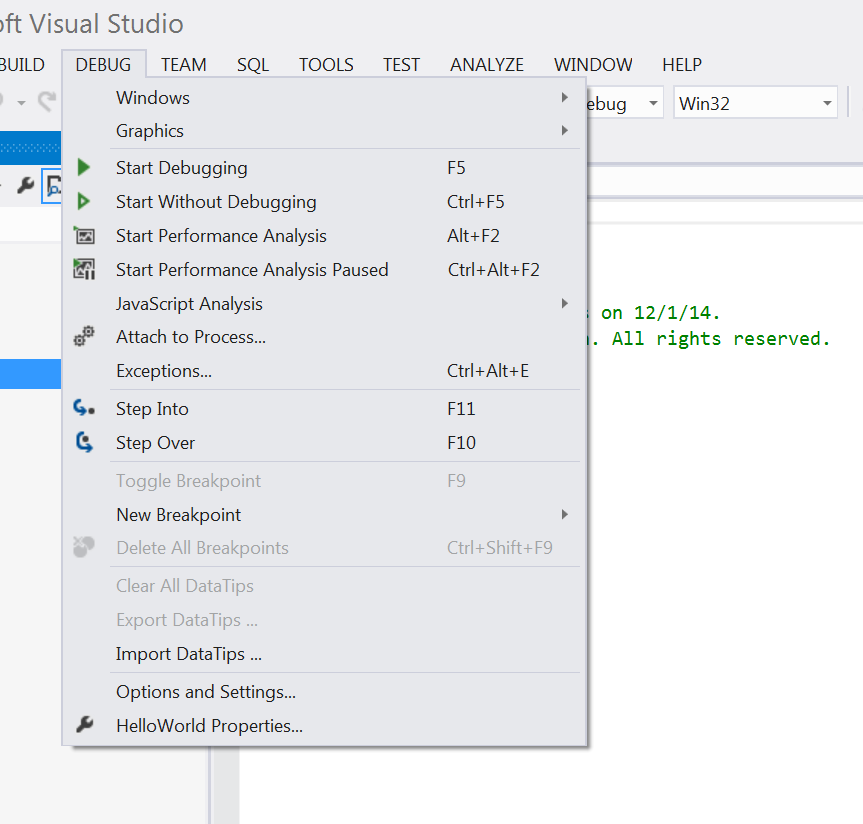 Visual Studio
BUILD DEBUG TEAM SQL TOOLS TEST ANALYZE WINDOW HELP
Win32
Windows
Graphics
Start Debugging F5
Start Without Debugging Ctrl+F5
Start Performance Analysis Alt+F2
Start Performance Analysis Paused Ctrl+Alt+F2
JavaScript Analysis
on 12/1/14.
Attach to Process...
. All rights reserved.
Exceptions... Ctrl+Alt+E
Step Into F11
Step Over F10
Toggle Breakpoint F9
New Breakpoint
Delete All Breakpoints Ctrl+Shift+F9
Clear All DataTips
Export DataTips ...
Import DataTips ...
Options and Settings...
HelloWorld Properties...